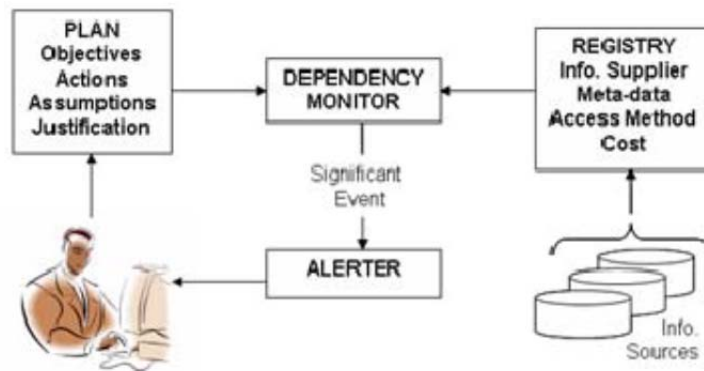 PLAN
Objectives
Actions
Assumptions
Justification
DEPENDENCY
MONITOR
REGISTRY
Info. Supplier
Meta-data
Access Method
Cost
Significant
Event
ALERTER
Info.
Sources